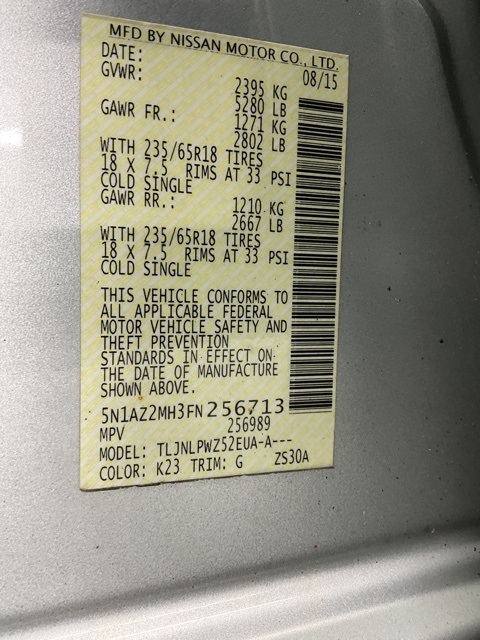 MFD BY NISSAN MOTOR CO., LTD.
DATE: 08/15
GVWR: 2395 KG
5280 LB
GAWR FR.: 1271 KG
2802 LB
WITH 235/65R18 TIRES
18 X 7.5 RIMS AT 33 PSI
COLD SINGLE
GAWR RR.: 1210 KG
2667 LB
WITH 235/65R18 TIRES
18 X 7.5 RIMS AT 33 PSI
COLD SINGLE
THIS VEHICLE CONFORMS TO
ALL APPLICABLE FEDERAL
MOTOR VEHICLE SAFETY AND
THEFT PREVENTION
STANDARDS IN EFFECT ON
THE DATE OF MANUFACTURE
SHOWN ABOVE.
5N1AZ2MH3FN256713
MPV 256989
MODEL: TLJNLPWZ52EUA-A---
COLOR: K23 TRIM: G ZS30A